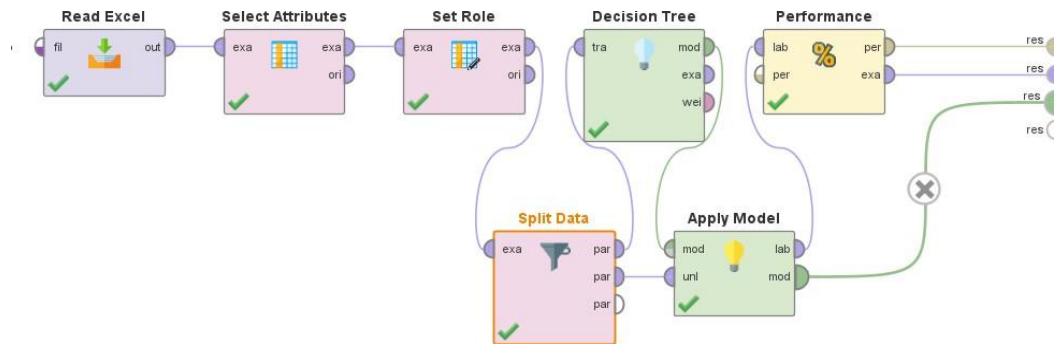 Read Excel
fil
out
Select Attributes
exa
exa
ori
Set Role
exa
exa
ori
Decision Tree
tra
mod
exa
wei
Performance
lab
per
per
exa
%
res
res
res
res
Split Data
exa
par
par
par
Apply Model
mod
lab
unl
mod